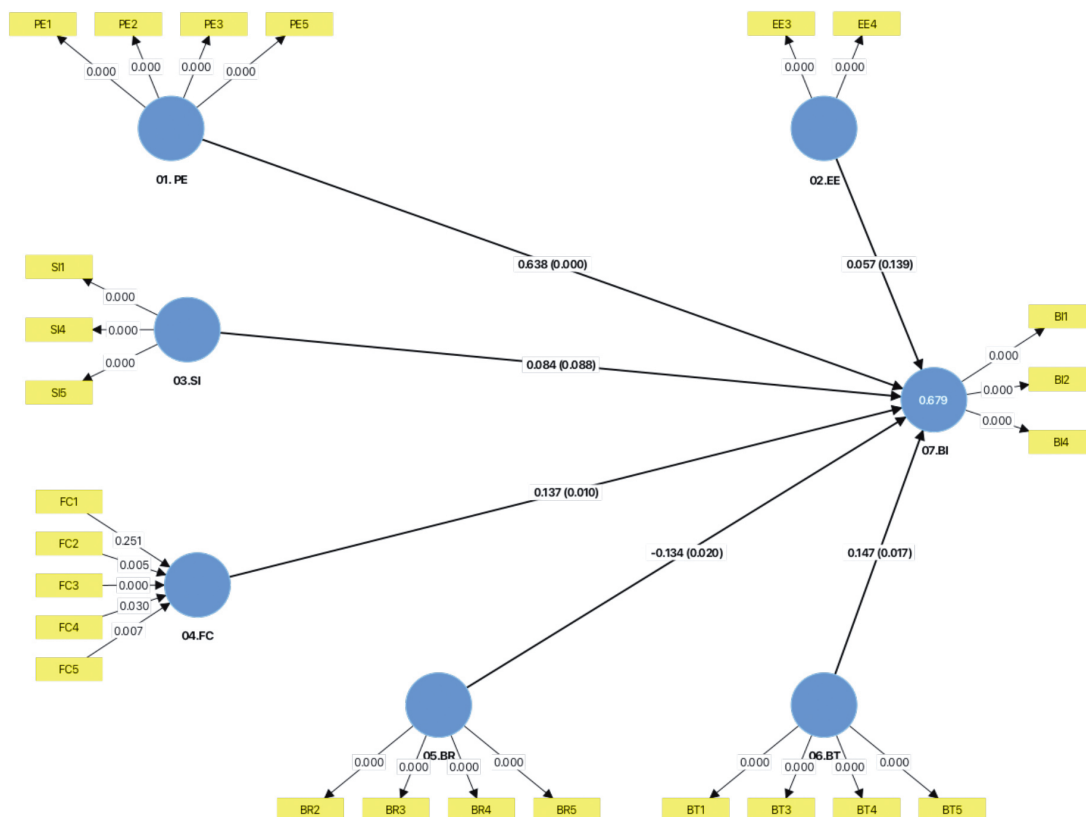 PE1
PE2
PE3
PE5
EE3
EE4
0.000
0.000
0.000
0.000
0.000
0.000
01. PE
02.EE
0.638 (0.000)
0.057 (0.139)
SI1
SI4
SI5
0.000
0.000
0.000
03.SI
0.084 (0.088)
BI1
BI2
BI4
0.000
0.000
0.000
0.679
07.BI
0.137 (0.010)
FC1
FC2
FC3
FC4
FC5
0.251
0.005
0.000
0.030
0.007
04.FC
-0.134 (0.020)
0.147 (0.017)
05.BR
06.BT
0.000
0.000
0.000
0.000
0.000
0.000
0.000
0.000
BR2
BR3
BR4
BR5
BT1
BT3
BT4
BT5